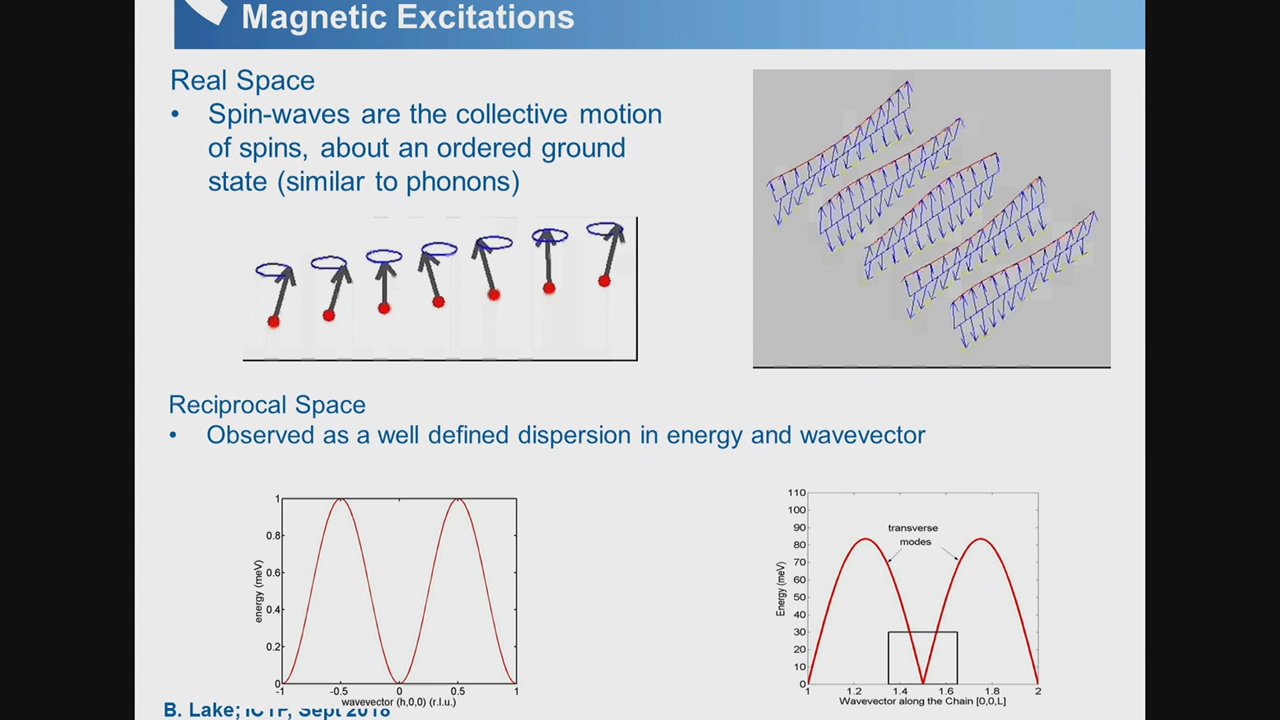 Magnetic Excitations
Real Space
• Spin-waves are the collective motion
of spins, about an ordered ground
state (similar to phonons)
Reciprocal Space
• Observed as a well defined dispersion in energy and wavevector
energy (meV)
1
0.8
0.6
0.4
0.2
0
-1 -0.5 0 0.5 1
wavevector (h,0,0) (r.l.u.)
Energy (meV)
110
100
90
80
70
60
50
40
30
20
10
0
transverse
modes
1 1.2 1.4 1.6 1.8 2
Wavevector along the Chain [0,0,L]
B. Lake; ICTP, Sept 2018